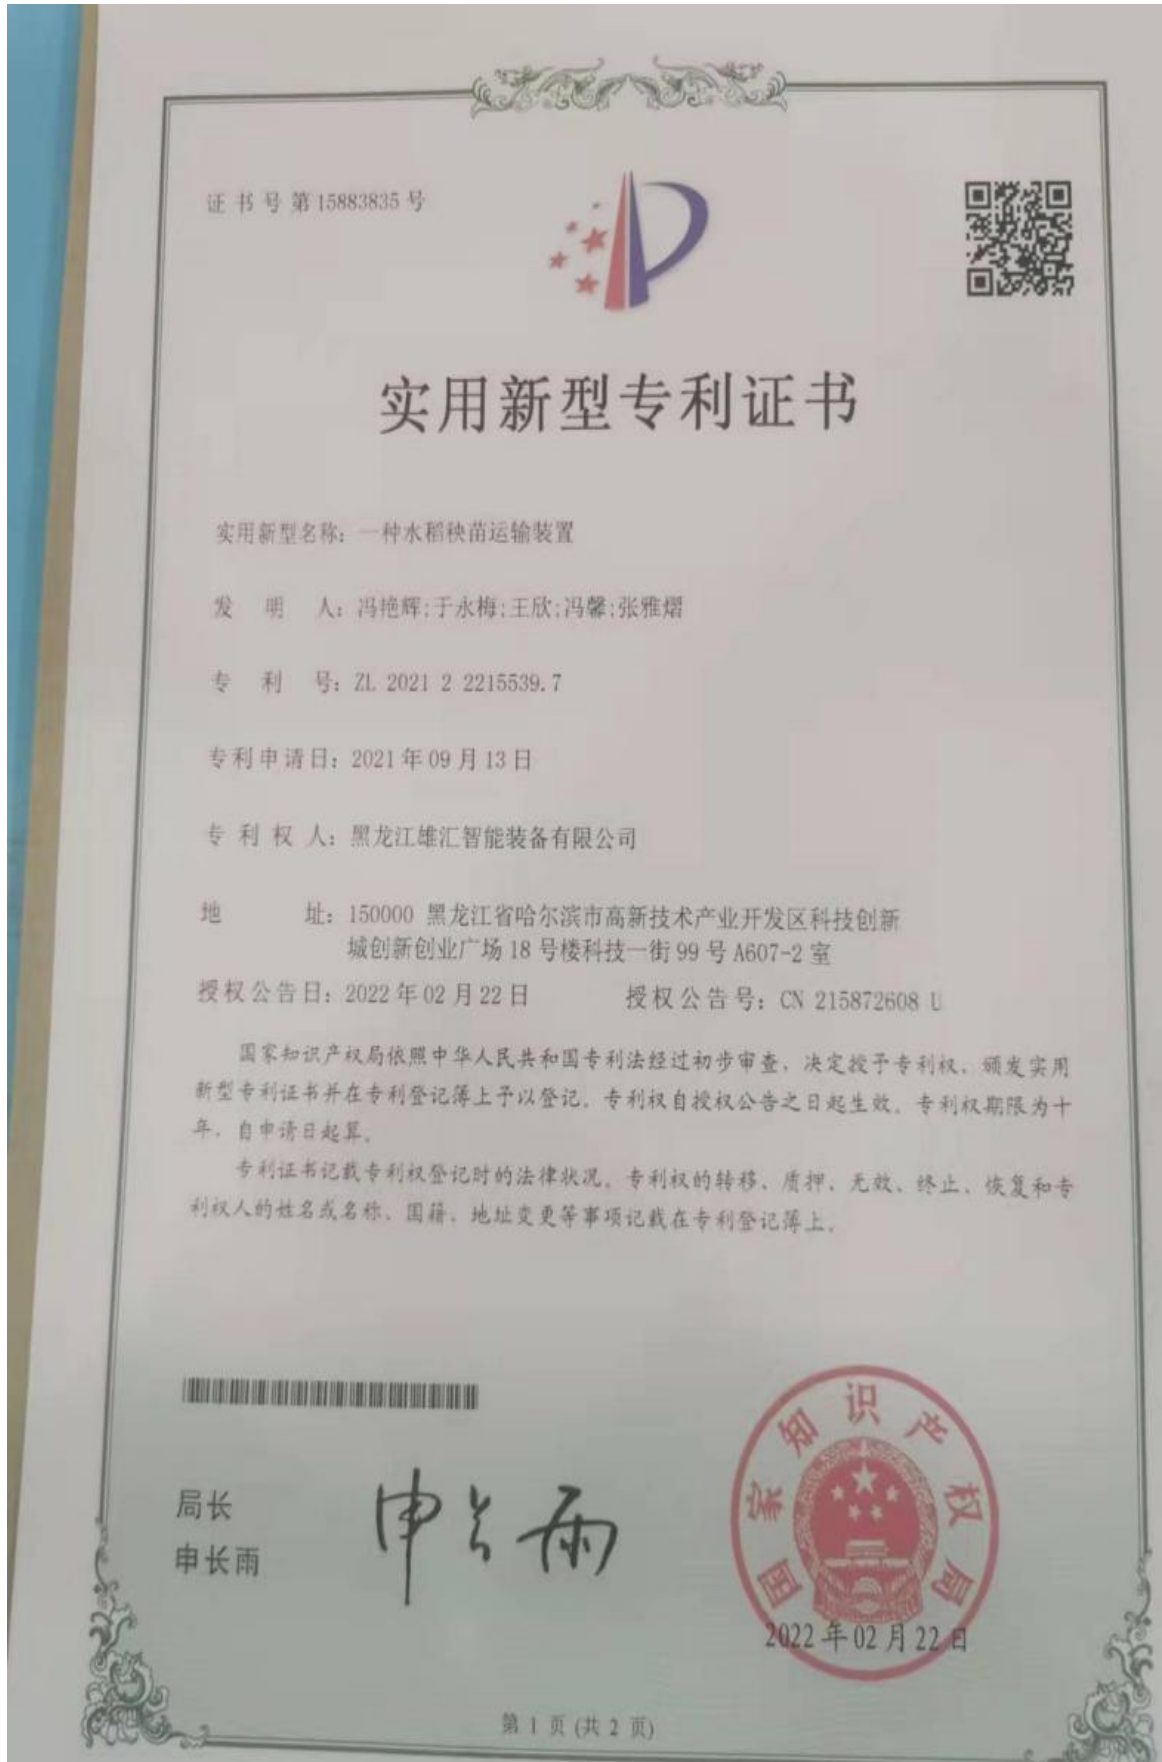 证书号第15883835号
实用新型专利证书
实用新型名称：一种水稻秧苗运输装置
发明人：冯艳辉;于永梅;王欣;冯馨;张雅熠
专利号：ZL 2021 2 2215539.7
专利申请日：2021年09月13日
专利权人：黑龙江雄汇智能装备有限公司
地址：150000 黑龙江省哈尔滨市高新技术产业开发区科技创新
城创新创业广场18号楼科技一街99号A607-2室
授权公告日：2022年02月22日 授权公告号：CN 215872608 U
国家知识产权局依照中华人民共和国专利法经过初步审查，决定授予专利权，颁发实用
新型专利证书并在专利登记簿上予以登记。专利权自授权公告之日起生效。专利权期限为十
年，自申请日起算。
专利证书记载专利权登记时的法律状况。专利权的转移、质押、无效、终止、恢复和专
利权人的姓名或名称、国籍、地址变更等事项记载在专利登记簿上。
局长
申长雨
申长雨
国家知识产权局
2022年02月22日
第1页(共2页)